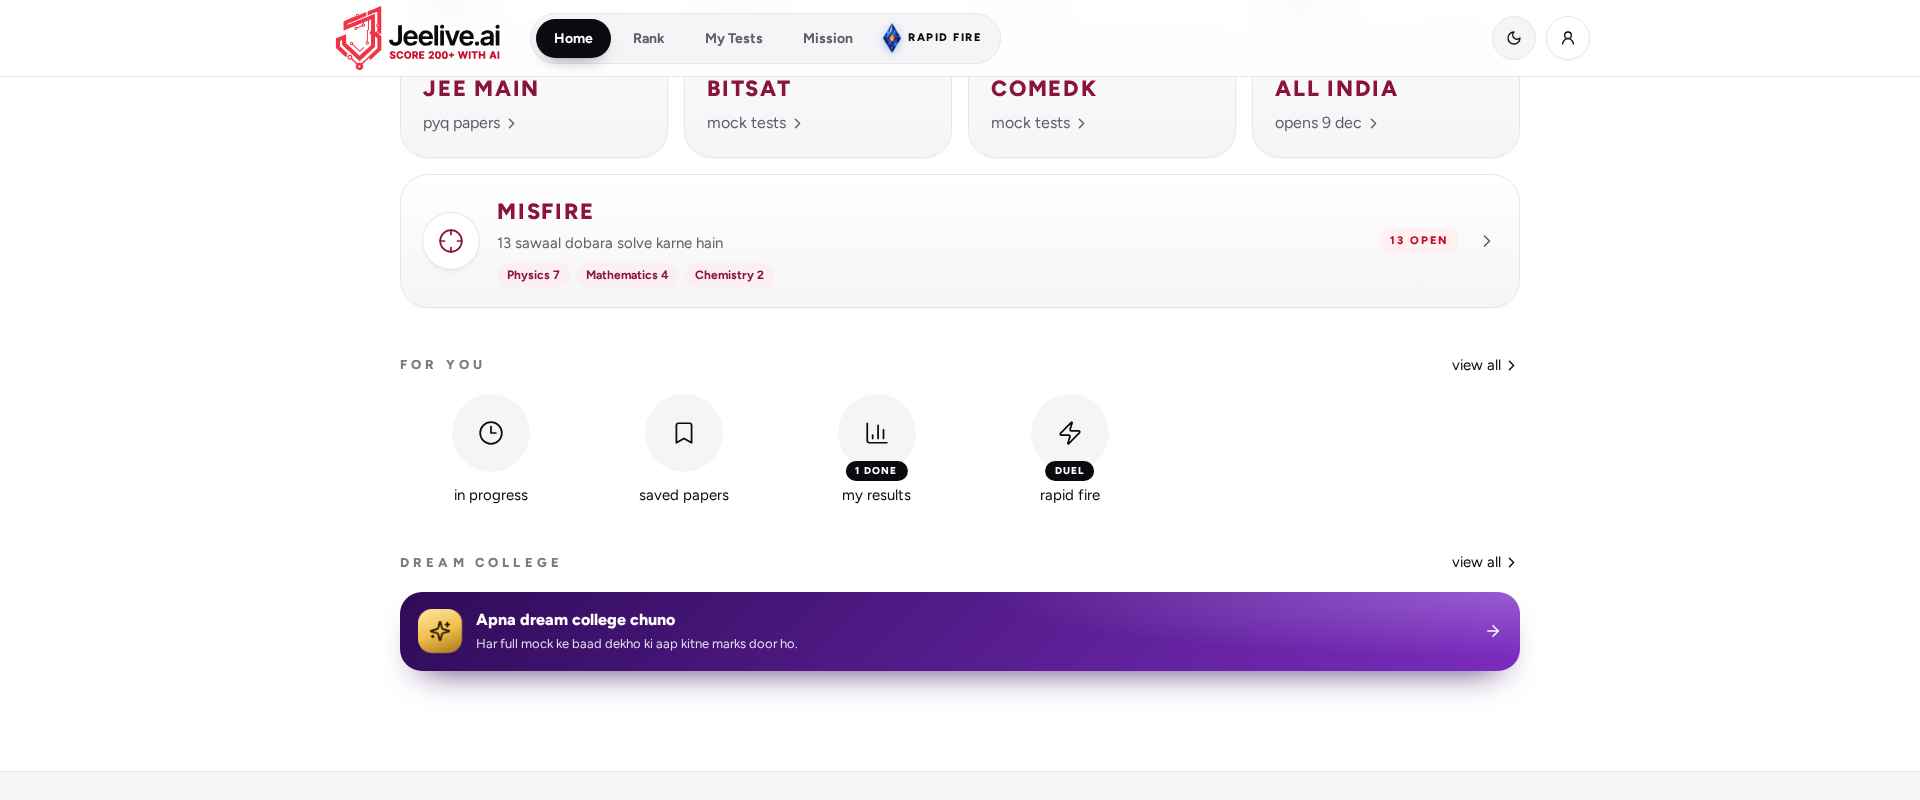 Jeelive.ai
SCORE 200+ WITH AI
Home
Rank
My Tests
Mission
RAPID FIRE
JEE MAIN
pyq papers
BITSAT
mock tests
COMEDK
mock tests
ALL INDIA
opens 9 dec
MISFIRE
13 sawaal dobara solve karne hain
Physics 7
Mathematics 4
Chemistry 2
13 OPEN
FOR YOU
view all
in progress
saved papers
1 DONE
my results
DUEL
rapid fire
DREAM COLLEGE
view all
Apna dream college chuno
Har full mock ke baad dekho ki aap kitne marks door ho.